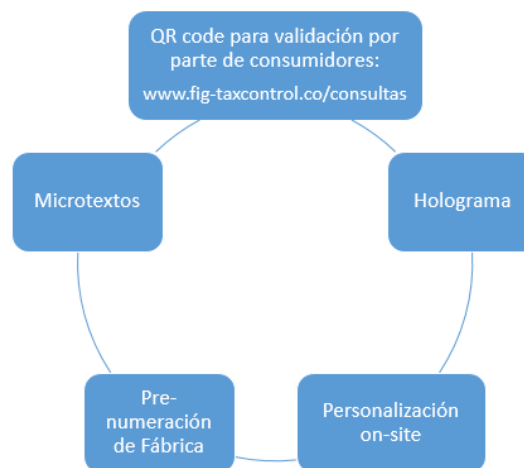 QR code para validación por
parte de consumidores:
www.fig-taxcontrol.co/consultas
Microtextos
Holograma
Pre-
numeración
de Fábrica
Personalización
on-site